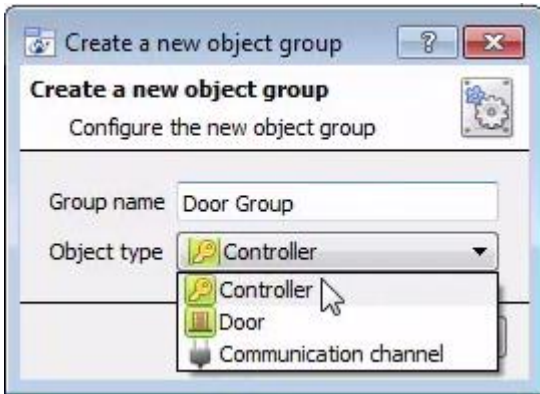 Create a new object group
Create a new object group
Configure the new object group
Group name Door Group
Object type Controller
Controller
Door
Communication channel